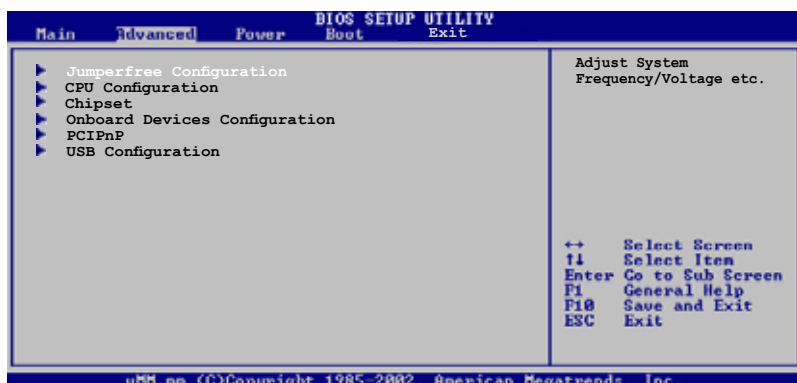 BIOS SETUP UTILITY
Main Advanced Power Boot Exit
Jumperfree Configuration
CPU Configuration
Chipset
Onboard Devices Configuration
PCIPnP
USB Configuration
Adjust System
Frequency/Voltage etc.
↔ Select Screen
↑↓ Select Item
Enter Go to Sub Screen
F1 General Help
F10 Save and Exit
ESC Exit
(C)Copyright 1985-2002 American Megatrends Inc